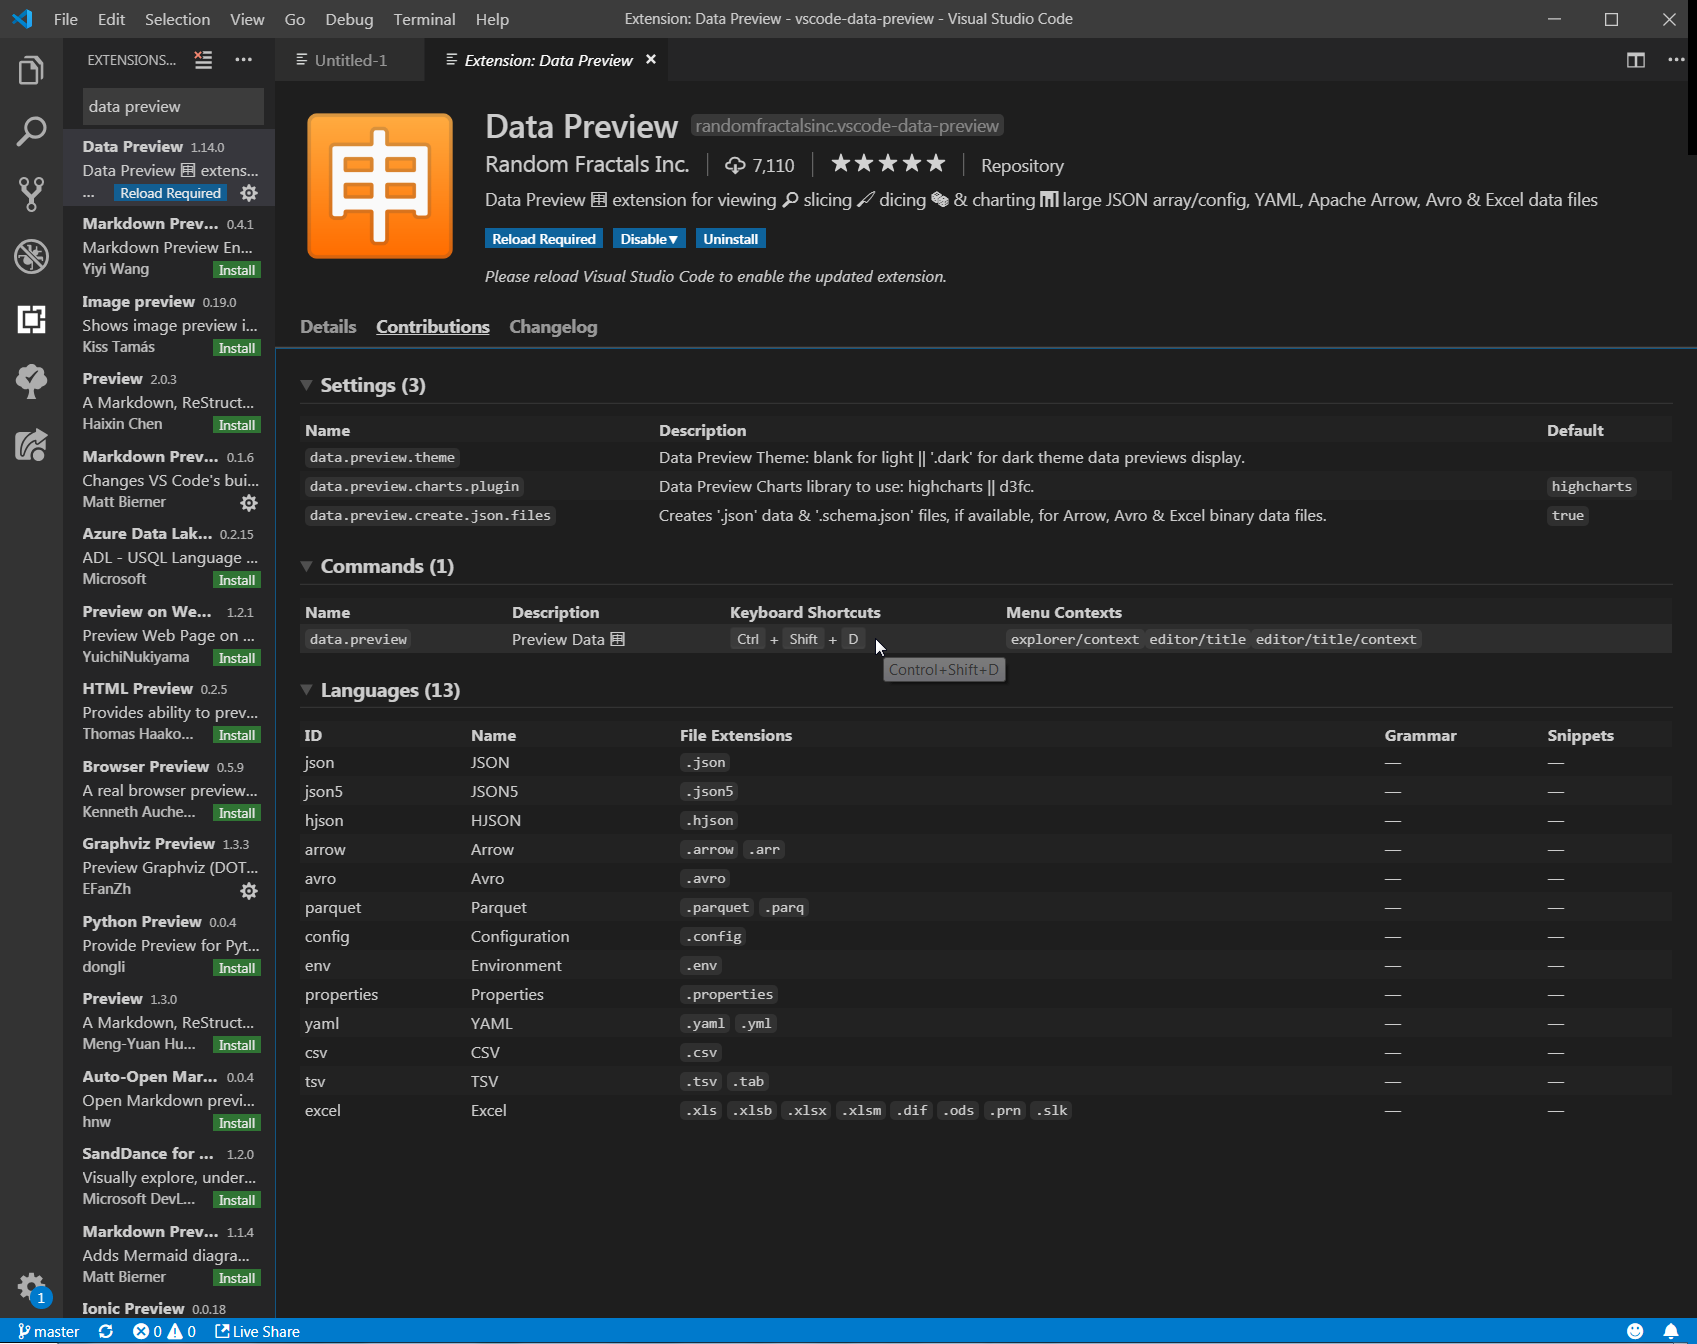 File Edit Selection View Go Debug Terminal Help
Extension: Data Preview - vscode-data-preview - Visual Studio Code
EXTENSIONS...
Untitled-1
Extension: Data Preview
data preview
Data Preview 1.14.0
Data Preview extens...
... Reload Required
Markdown Prev... 0.4.1
Markdown Preview En...
Yiyi Wang Install
Image preview 0.19.0
Shows image preview i...
Kiss Tamás Install
Preview 2.0.3
A Markdown, ReStruct...
Haixin Chen Install
Markdown Prev... 0.1.6
Changes VS Code's bui...
Matt Bierner
Azure Data Lak... 0.2.15
ADL - USQL Language ...
Microsoft Install
Preview on We... 1.2.1
Preview Web Page on ...
YuichiNukiyama Install
HTML Preview 0.2.5
Provides ability to prev...
Thomas Haako... Install
Browser Preview 0.5.9
A real browser preview...
Kenneth Auche... Install
Graphviz Preview 1.3.3
Preview Graphviz (DOT...
EFanZh
Python Preview 0.0.4
Provide Preview for Pyt...
dongli Install
Preview 1.3.0
A Markdown, ReStruct...
Meng-Yuan Hu... Install
Auto-Open Mar... 0.0.4
Open Markdown previ...
hnw Install
SandDance for ... 1.2.0
Visually explore, under...
Microsoft DevL... Install
Markdown Prev... 1.1.4
Adds Mermaid diagra...
Matt Bierner Install
Ionic Preview 0.0.18
申
Data Preview randomfractalsinc.vscode-data-preview
Random Fractals Inc. 7,110 ★★★★★ Repository
Data Preview extension for viewing slicing dicing & charting large JSON array/config, YAML, Apache Arrow, Avro & Excel data files
Reload Required Disable▼ Uninstall
Please reload Visual Studio Code to enable the updated extension.
Details Contributions Changelog
Settings (3)
Name Description Default
data.preview.theme Data Preview Theme: blank for light || '.dark' for dark theme data previews display.
data.preview.charts.plugin Data Preview Charts library to use: highcharts || d3fc. highcharts
data.preview.create.json.files Creates '.json' data & '.schema.json' files, if available, for Arrow, Avro & Excel binary data files. true
Commands (1)
Name Description Keyboard Shortcuts Menu Contexts
data.preview Preview Data Ctrl + Shift + D explorer/context editor/title editor/title/context
Control+Shift+D
Languages (13)
ID Name File Extensions Grammar Snippets
json JSON .json — —
json5 JSON5 .json5 — —
hjson HJSON .hjson — —
arrow Arrow .arrow .arr — —
avro Avro .avro — —
parquet Parquet .parquet .parq — —
config Configuration .config — —
env Environment .env — —
properties Properties .properties — —
yaml YAML .yaml .yml — —
csv CSV .csv — —
tsv TSV .tsv .tab — —
excel Excel .xls .xlsb .xlsx .xlsm .dif .ods .prn .slk — —
1
master 0 0 Live Share